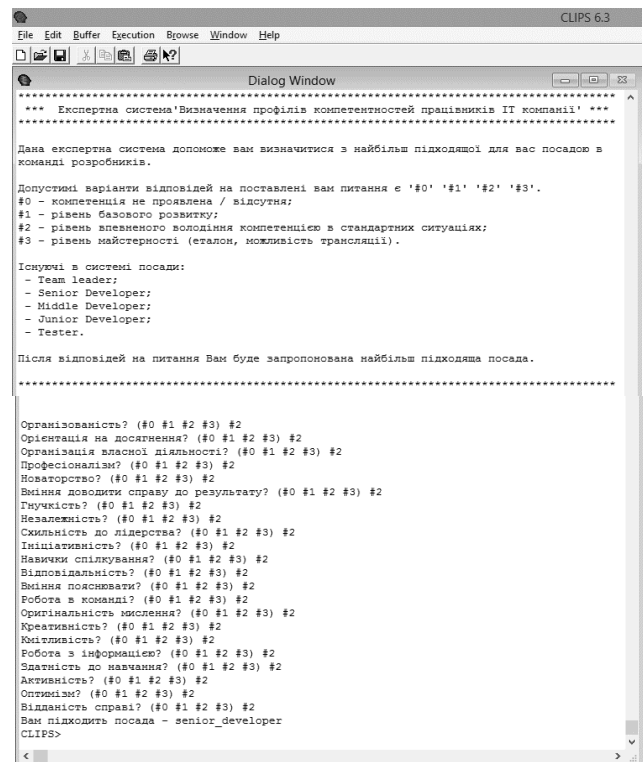 CLIPS 6.3
File Edit Buffer Execution Browse Window Help
Dialog Window
*****************************************************************************************
*** Експертна система'Визначення профілів компетентностей працівників ІТ компанії' ***
*****************************************************************************************
Дана експертна система допоможе вам визначитися з найбільш підходящої для вас посадою в
команді розробників.
Допустимі варіанти відповідей на поставлені вам питання є '#0' '#1' '#2' '#3'.
#0 – компетенція не проявлена / відсутня;
#1 – рівень базового розвитку;
#2 – рівень впевненого володіння компетенцією в стандартних ситуаціях;
#3 – рівень майстерності (еталон, можливість трансляції).
Існуючі в системі посади:
– Team leader;
– Senior Developer;
– Middle Developer;
– Junior Developer;
– Tester.
Після відповідей на питання Вам буде запропонована найбільш підходяща посада.
*****************************************************************************************
Організованість? (#0 #1 #2 #3) #2
Орієнтація на досягнення? (#0 #1 #2 #3) #2
Організація власної діяльності? (#0 #1 #2 #3) #2
Професіоналізм? (#0 #1 #2 #3) #2
Новаторство? (#0 #1 #2 #3) #2
Вміння доводити справу до результату? (#0 #1 #2 #3) #2
Гнучкість? (#0 #1 #2 #3) #2
Незалежність? (#0 #1 #2 #3) #2
Схильність до лідерства? (#0 #1 #2 #3) #2
Ініціативність? (#0 #1 #2 #3) #2
Навички спілкування? (#0 #1 #2 #3) #2
Відповідальність? (#0 #1 #2 #3) #2
Вміння пояснювати? (#0 #1 #2 #3) #2
Робота в команді? (#0 #1 #2 #3) #2
Оригінальність мислення? (#0 #1 #2 #3) #2
Креативність? (#0 #1 #2 #3) #2
Кмітливість? (#0 #1 #2 #3) #2
Робота з інформацією? (#0 #1 #2 #3) #2
Здатність до навчання? (#0 #1 #2 #3) #2
Активність? (#0 #1 #2 #3) #2
Оптимізм? (#0 #1 #2 #3) #2
Відданість справі? (#0 #1 #2 #3) #2
Вам підходить посада – senior_developer
CLIPS>